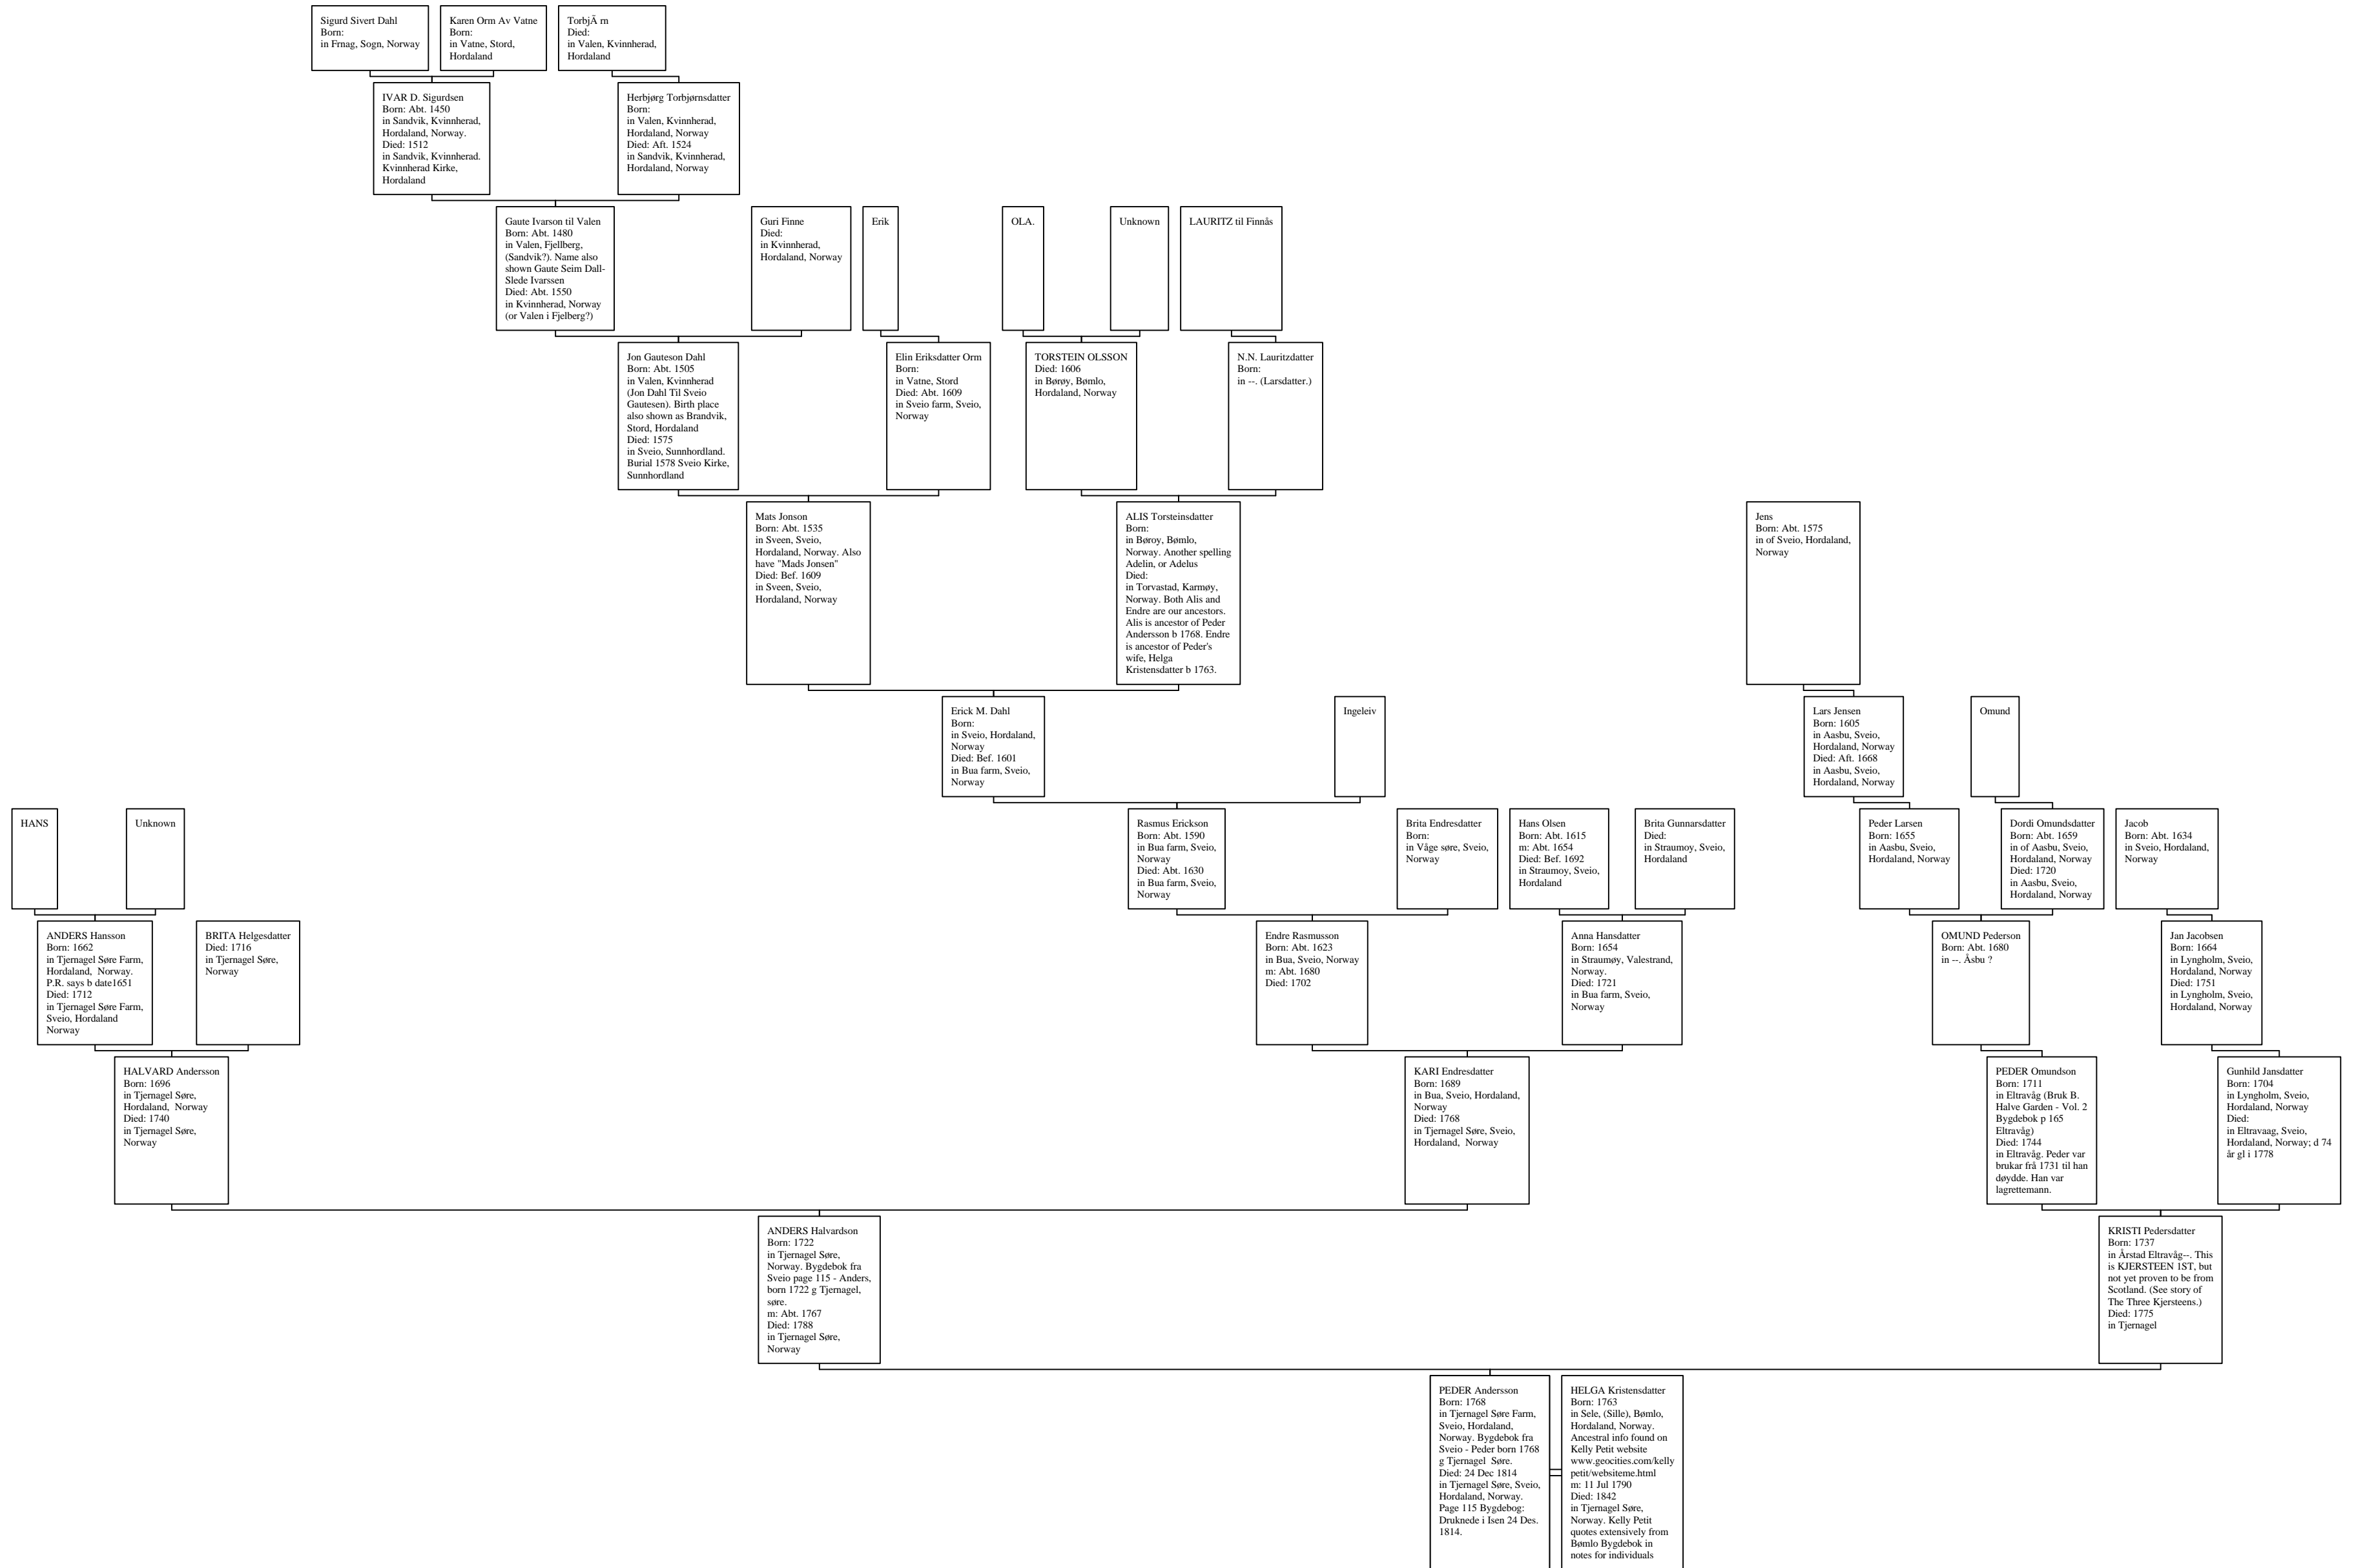 Sigurd Sivert Dahl
Born:
in Frnag, Sogn, Norway
Karen Orm Av Vatne
Born:
in Vatne, Stord,
Hordaland
TorbjÃ rn
Died:
in Valen, Kvinnherad,
Hordaland
IVAR D. Sigurdsen
Born: Abt. 1450
in Sandvik, Kvinnherad,
Hordaland, Norway.
Died: 1512
in Sandvik, Kvinnherad.
Kvinnherad Kirke,
Hordaland
Herbjørg Torbjørnsdatter
Born:
in Valen, Kvinnherad,
Hordaland, Norway
Died: Aft. 1524
in Sandvik, Kvinnherad,
Hordaland, Norway
Gaute Ivarson til Valen
Born: Abt. 1480
in Valen, Fjellberg,
(Sandvik?). Name also
shown Gaute Seim Dall-
Slede Ivarssen
Died: Abt. 1550
in Kvinnherad, Norway
(or Valen i Fjelberg?)
Guri Finne
Died:
in Kvinnherad,
Hordaland, Norway
Erik
OLA.
Unknown
LAURITZ til Finnås
Jon Gauteson Dahl
Born: Abt. 1505
in Valen, Kvinnherad
(Jon Dahl Til Sveio
Gautesen). Birth place
also shown as Brandvik,
Stord, Hordaland
Died: 1575
in Sveio, Sunnhordland.
Burial 1578 Sveio Kirke,
Sunnhordland
Elin Eriksdatter Orm
Born:
in Vatne, Stord
Died: Abt. 1609
in Sveio farm, Sveio,
Norway
TORSTEIN OLSSON
Died: 1606
in Børøy, Bømlo,
Hordaland, Norway
N.N. Lauritzdatter
Born:
in --. (Larsdatter.)
Mats Jonson
Born: Abt. 1535
in Sveen, Sveio,
Hordaland, Norway. Also
have "Mads Jonsen"
Died: Bef. 1609
in Sveen, Sveio,
Hordaland, Norway
ALIS Torsteinsdatter
Born:
in Børoy, Bømlo,
Norway. Another spelling
Adelin, or Adelus
Died:
in Torvastad, Karmøy,
Norway. Both Alis and
Endre are our ancestors.
Alis is ancestor of Peder
Andersson b 1768. Endre
is ancestor of Peder's
wife, Helga
Kristensdatter b 1763.
Jens
Born: Abt. 1575
in of Sveio, Hordaland,
Norway
Erick M. Dahl
Born:
in Sveio, Hordaland,
Norway
Died: Bef. 1601
in Bua farm, Sveio,
Norway
Ingeleiv
Lars Jensen
Born: 1605
in Aasbu, Sveio,
Hordaland, Norway
Died: Aft. 1668
in Aasbu, Sveio,
Hordaland, Norway
Omund
HANS
Unknown
Rasmus Erickson
Born: Abt. 1590
in Bua farm, Sveio,
Norway
Died: Abt. 1630
in Bua farm, Sveio,
Norway
Brita Endresdatter
Born:
in Våge søre, Sveio,
Norway
Hans Olsen
Born: Abt. 1615
m: Abt. 1654
Died: Bef. 1692
in Straumoy, Sveio,
Hordaland
Brita Gunnarsdatter
Died:
in Straumoy, Sveio,
Hordaland
Peder Larsen
Born: 1655
in Aasbu, Sveio,
Hordaland, Norway
Dordi Omundsdatter
Born: Abt. 1659
in of Aasbu, Sveio,
Hordaland, Norway
Died: 1720
in Aasbu, Sveio,
Hordaland, Norway
Jacob
Born: Abt. 1634
in Sveio, Hordaland,
Norway
ANDERS Hansson
Born: 1662
in Tjernagel Søre Farm,
Hordaland,  Norway.
P.R. says b date1651
Died: 1712
in Tjernagel Søre Farm,
Sveio, Hordaland
Norway
BRITA Helgesdatter
Died: 1716
in Tjernagel Søre,
Norway
Endre Rasmusson
Born: Abt. 1623
in Bua, Sveio, Norway
m: Abt. 1680
Died: 1702
Anna Hansdatter
Born: 1654
in Straumøy, Valestrand,
Norway.
Died: 1721
in Bua farm, Sveio,
Norway
OMUND Pederson
Born: Abt. 1680
in --. Åsbu ?
Jan Jacobsen
Born: 1664
in Lyngholm, Sveio,
Hordaland, Norway
Died: 1751
in Lyngholm, Sveio,
Hordaland, Norway
HALVARD Andersson
Born: 1696
in Tjernagel Søre,
Hordaland,  Norway
Died: 1740
in Tjernagel Søre,
Norway
KARI Endresdatter
Born: 1689
in Bua, Sveio, Hordaland,
Norway
Died: 1768
in Tjernagel Søre, Sveio,
Hordaland,  Norway
PEDER Omundson
Born: 1711
in Eltravåg (Bruk B.
Halve Garden - Vol. 2
Bygdebok p 165
Eltravåg)
Died: 1744
in Eltravåg. Peder var
brukar frå 1731 til han
døydde. Han var
lagrettemann.
Gunhild Jansdatter
Born: 1704
in Lyngholm, Sveio,
Hordaland, Norway
Died:
in Eltravaag, Sveio,
Hordaland, Norway; d 74
år gl i 1778
ANDERS Halvardson
Born: 1722
in Tjernagel Søre,
Norway. Bygdebok fra
Sveio page 115 - Anders,
born 1722 g Tjernagel,
søre.
m: Abt. 1767
Died: 1788
in Tjernagel Søre,
Norway
KRISTI Pedersdatter
Born: 1737
in Årstad Eltravåg--. This
is KJERSTEEN 1ST, but
not yet proven to be from
Scotland. (See story of
The Three Kjersteens.)
Died: 1775
in Tjernagel
PEDER Andersson
Born: 1768
in Tjernagel Søre Farm,
Sveio, Hordaland,
Norway. Bygdebok fra
Sveio - Peder born 1768
g Tjernagel  Søre.
Died: 24 Dec 1814
in Tjernagel Søre, Sveio,
Hordaland, Norway.
Page 115 Bygdebog:
Druknede i Isen 24 Des.
1814.
HELGA Kristensdatter
Born: 1763
in Sele, (Sille), Bømlo,
Hordaland, Norway.
Ancestral info found on
Kelly Petit website
www.geocities.com/kelly
petit/websiteme.html
m: 11 Jul 1790
Died: 1842
in Tjernagel Søre,
Norway. Kelly Petit
quotes extensively from
Bømlo Bygdebok in
notes for individuals